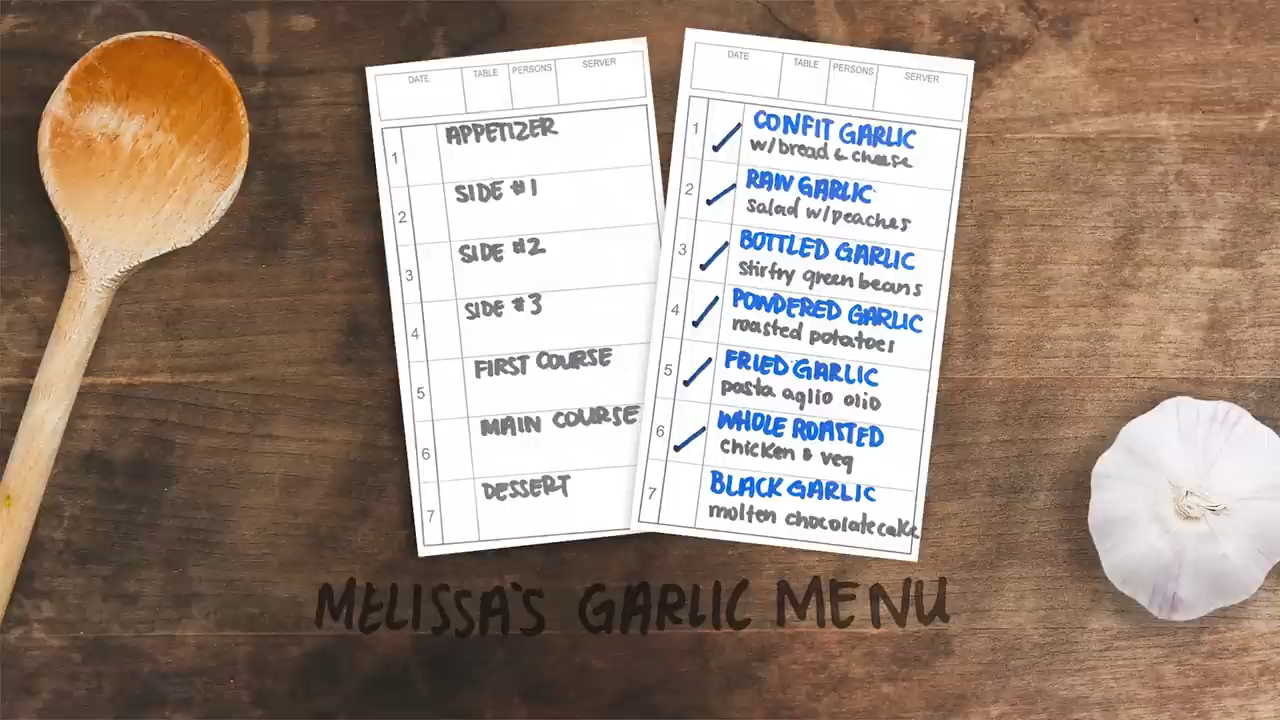 DATE TABLE PERSONS SERVER
1 APPETIZER
2 SIDE #1
3 SIDE #2
4 SIDE #3
5 FIRST COURSE
6 MAIN COURSE
7 DESSERT
DATE TABLE PERSONS SERVER
1 CONFIT GARLIC
w/bread & cheese
2 RAW GARLIC
salad w/peaches
3 BOTTLED GARLIC
stirfry green beans
4 POWDERED GARLIC
roasted potatoes
5 FRIED GARLIC
pasta aglio olio
6 WHOLE ROASTED
chicken & veg
7 BLACK GARLIC
molten chocolate cake
MELISSA'S GARLIC MENU